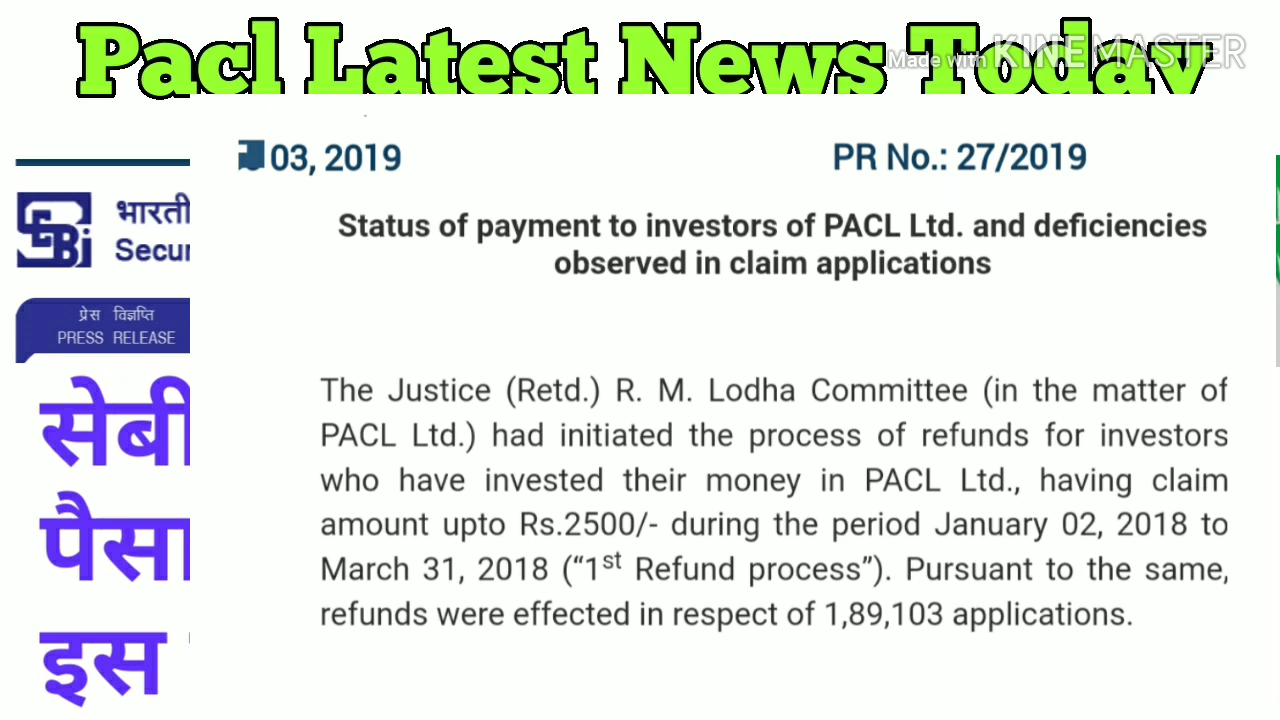 Pacl Latest News Today
Made with KINEMASTER
03, 2019
PR No.: 27/2019
SEBI
भारती
Secur
प्रेस विज्ञप्ति
PRESS RELEASE
Status of payment to investors of PACL Ltd. and deficiencies
observed in claim applications
The Justice (Retd.) R. M. Lodha Committee (in the matter of
PACL Ltd.) had initiated the process of refunds for investors
who have invested their money in PACL Ltd., having claim
amount upto Rs.2500/- during the period January 02, 2018 to
March 31, 2018 (“1st Refund process”). Pursuant to the same,
refunds were effected in respect of 1,89,103 applications.
सेबी
पैसा
इस